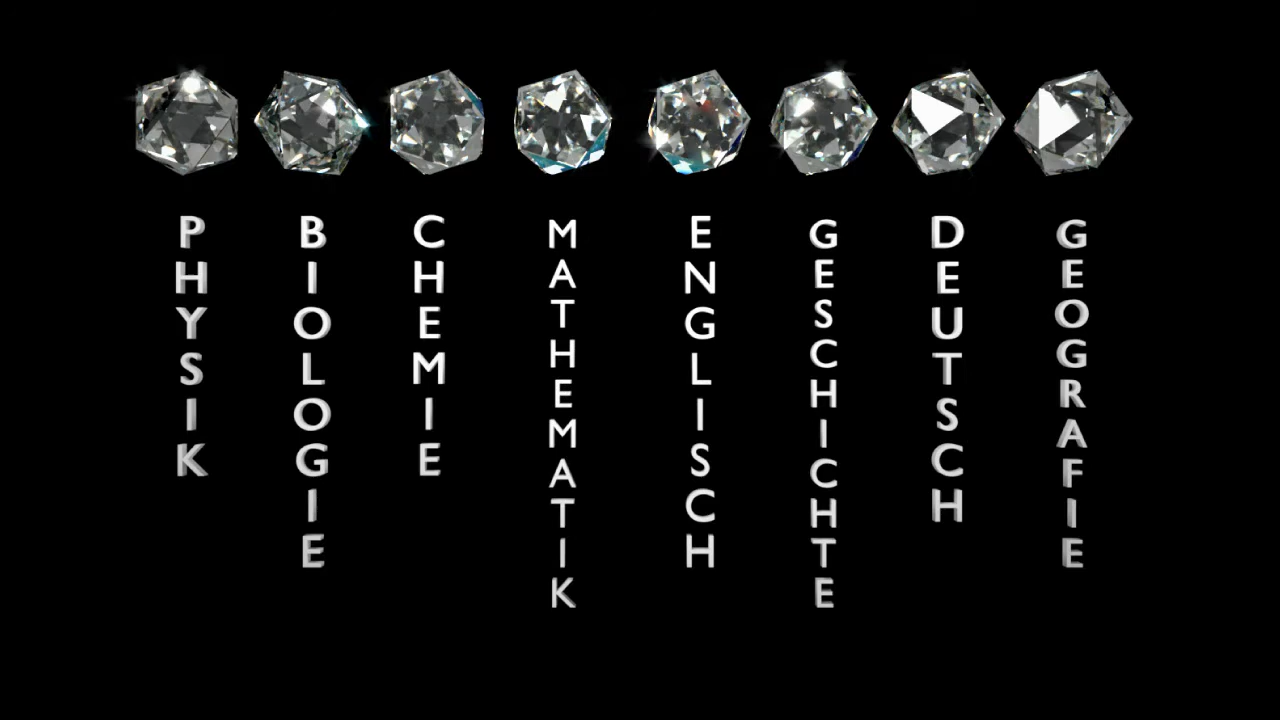 PHYSIK
BIOLOGIE
CHEMIE
MATHEMATIK
ENGLISCH
GESCHICHTE
DEUTSCH
GEOGRAFIE